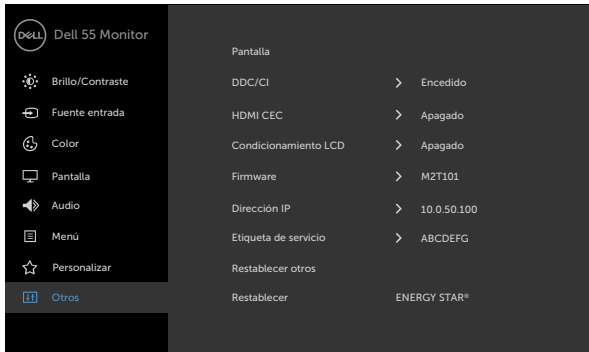 DELL Dell 55 Monitor
Brillo/Contraste
Fuente entrada
Color
Pantalla
Audio
Menú
Personalizar
Otros
Pantalla
DDC/CI > Encedido
HDMI CEC > Apagado
Condicionamiento LCD > Apagado
Firmware > M2T101
Dirección IP > 10.0.50.100
Etiqueta de servicio > ABCDEFG
Restablecer otros
Restablecer ENERGY STAR®